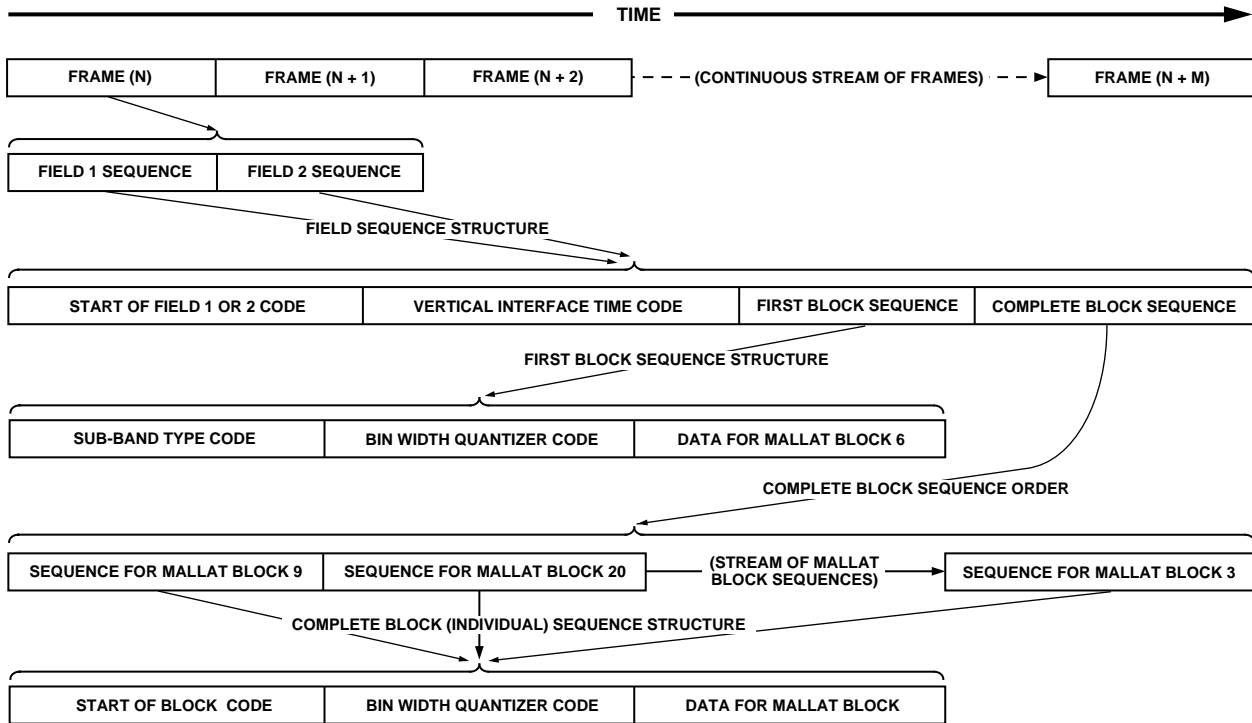 TIME
FRAME (N)
FRAME (N + 1)
FRAME (N + 2)
(CONTINUOUS STREAM OF FRAMES)
FRAME (N + M)
FIELD 1 SEQUENCE
FIELD 2 SEQUENCE
FIELD SEQUENCE STRUCTURE
START OF FIELD 1 OR 2 CODE
VERTICAL INTERFACE TIME CODE
FIRST BLOCK SEQUENCE
COMPLETE BLOCK SEQUENCE
FIRST BLOCK SEQUENCE STRUCTURE
SUB-BAND TYPE CODE
BIN WIDTH QUANTIZER CODE
DATA FOR MALLAT BLOCK 6
COMPLETE BLOCK SEQUENCE ORDER
SEQUENCE FOR MALLAT BLOCK 9
SEQUENCE FOR MALLAT BLOCK 20
(STREAM OF MALLAT
BLOCK SEQUENCES)
SEQUENCE FOR MALLAT BLOCK 3
COMPLETE BLOCK (INDIVIDUAL) SEQUENCE STRUCTURE
START OF BLOCK CODE
BIN WIDTH QUANTIZER CODE
DATA FOR MALLAT BLOCK